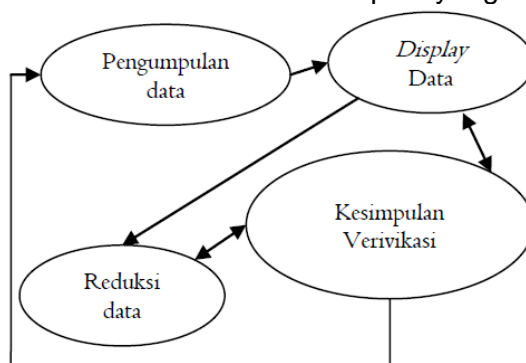 Pengumpulan
data
Display
Data
Kesimpulan
Verivikasi
Reduksi
data